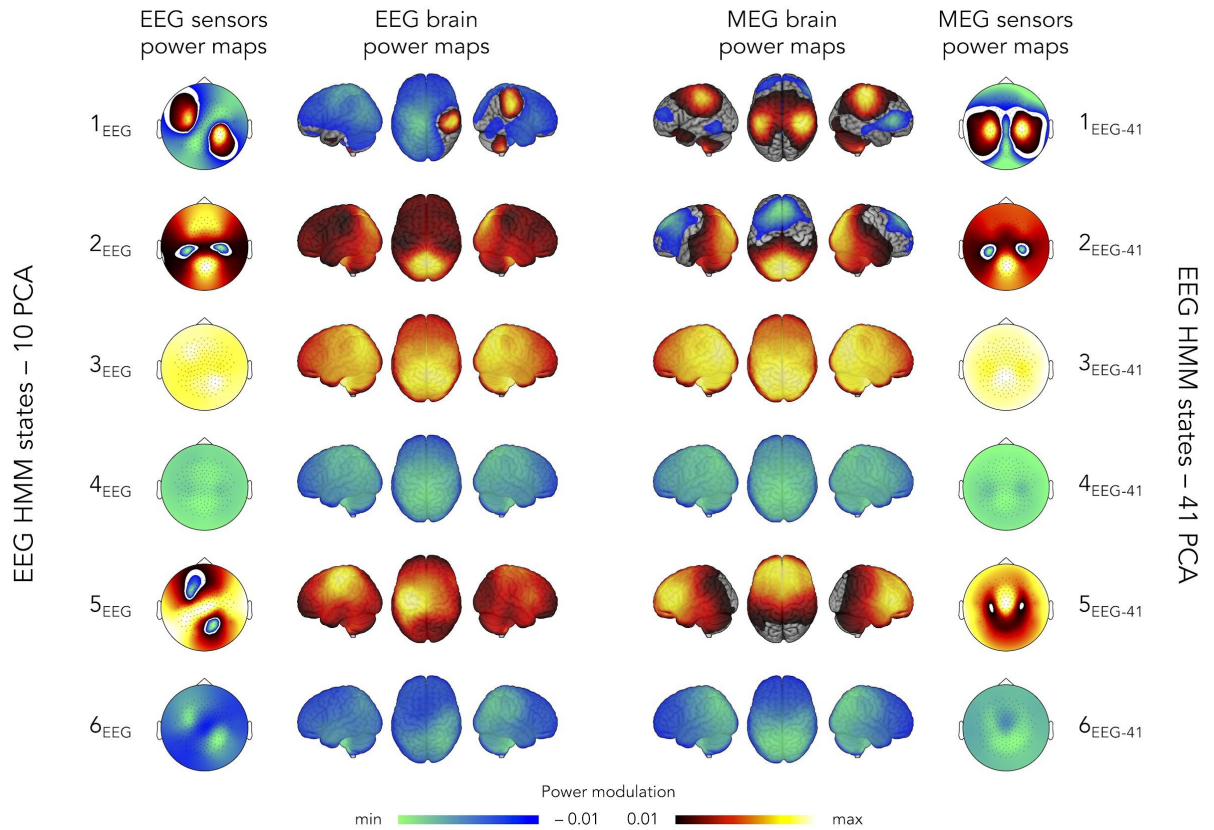 EEG sensors power maps
EEG brain power maps
MEG brain power maps
MEG sensors power maps
EEG HMM states – 10 PCA
EEG HMM states – 41 PCA
1EEG
1EEG-41
2EEG
2EEG-41
3EEG
3EEG-41
4EEG
4EEG-41
5EEG
5EEG-41
6EEG
6EEG-41
Power modulation
min – 0.01 0.01 max